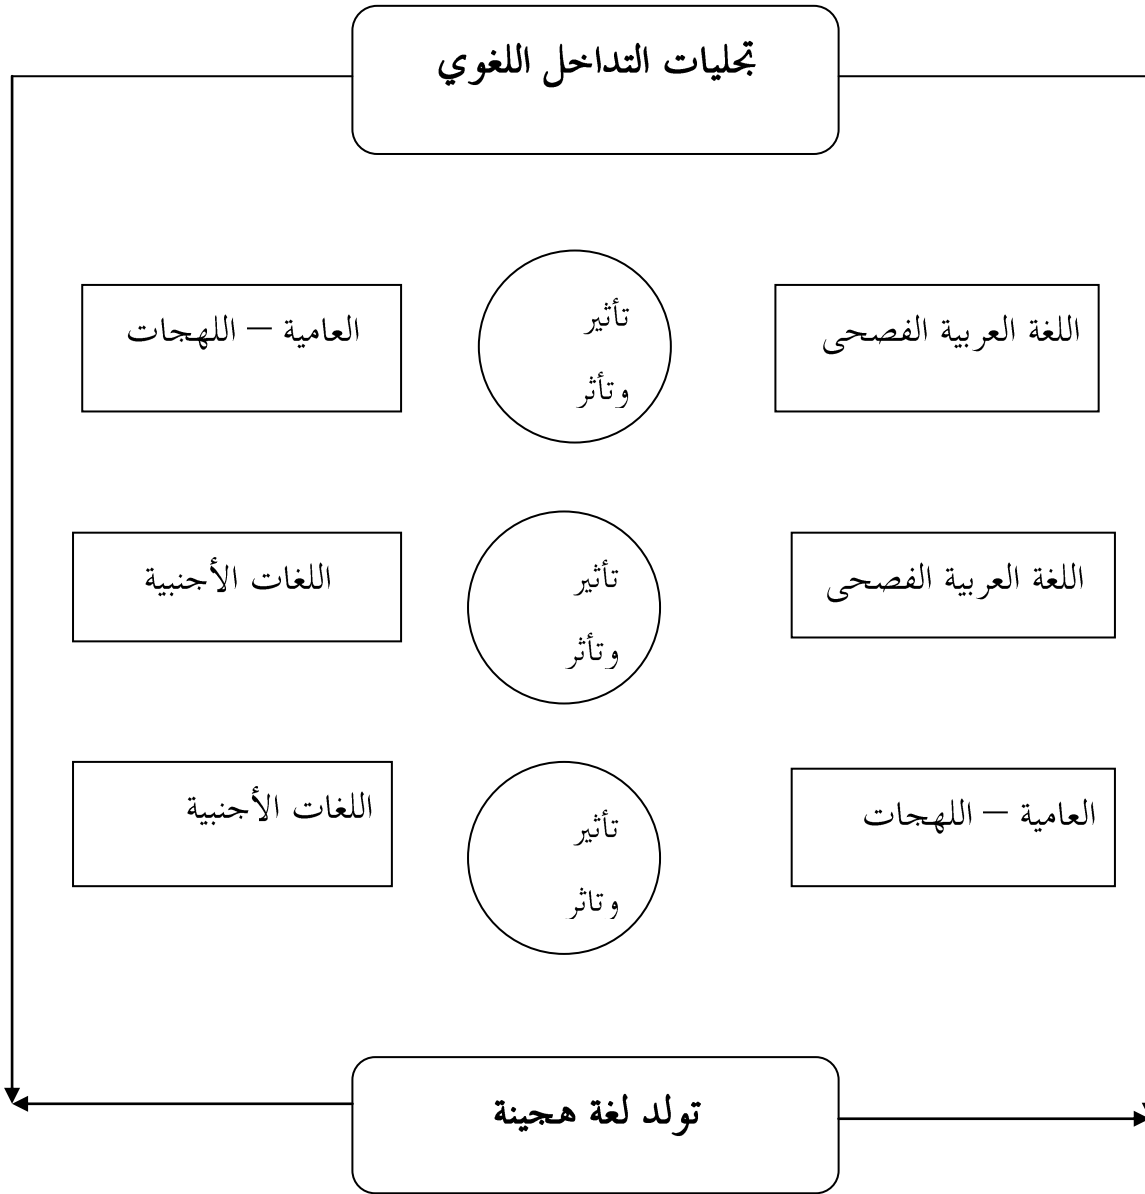 تجليات التداخل اللغوي
اللغة العربية الفصحى
تأثير
وتأثر
العامية – اللهجات
اللغة العربية الفصحى
تأثير
وتأثر
اللغات الأجنبية
العامية – اللهجات
تأثير
وتاثر
اللغات الأجنبية
تولد لغة هجينة